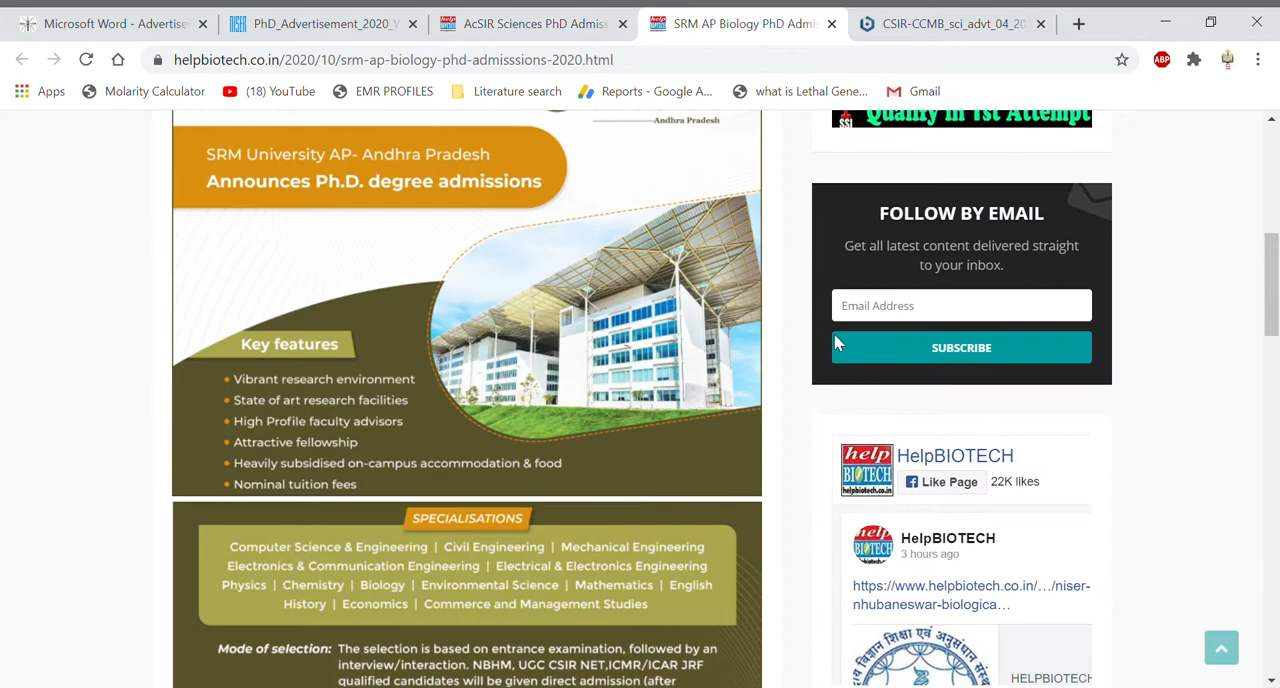 Microsoft Word - Advertise
PhD_Advertisement_2020_
AcSIR Sciences PhD Admiss
SRM AP Biology PhD Admi
CSIR-CCMB_sci_advt_04_20
helpbiotech.co.in/2020/10/srm-ap-biology-phd-admisssions-2020.html
ABP
Apps
Molarity Calculator
(18) YouTube
EMR PROFILES
Literature search
Reports - Google A...
what is Lethal Gene...
Gmail
Andhra Pradesh
SRM University AP- Andhra Pradesh
Announces Ph.D. degree admissions
Key features
• Vibrant research environment
• State of art research facilities
• High Profile faculty advisors
• Attractive fellowship
• Heavily subsidised on-campus accommodation & food
• Nominal tuition fees
SPECIALISATIONS
Computer Science & Engineering | Civil Engineering | Mechanical Engineering
Electronics & Communication Engineering | Electrical & Electronics Engineering
Physics | Chemistry | Biology | Environmental Science | Mathematics | English
History | Economics | Commerce and Management Studies
Mode of selection: The selection is based on entrance examination, followed by an
interview/interaction. NBHM, UGC CSIR NET,ICMR/ICAR JRF
qualified candidates will be given direct admission (after
Qualify in 1st Attempt
FOLLOW BY EMAIL
Get all latest content delivered straight
to your inbox.
Email Address
SUBSCRIBE
help
BIOTECH
helpbiotech.co.in
HelpBIOTECH
Like Page
22K likes
help
BIOTECH
HelpBIOTECH
3 hours ago
https://www.helpbiotech.co.in/…/niser-
nhubaneswar-biologica…
HELPBIOTECH